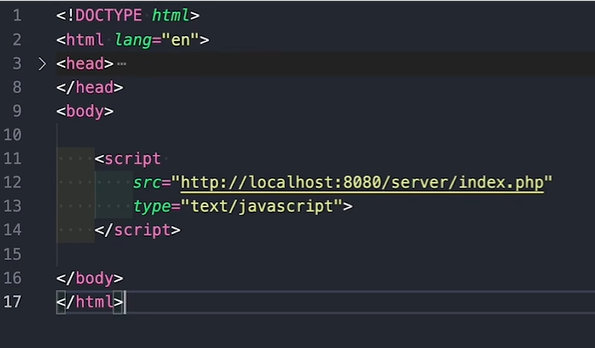 1 <!DOCTYPE html>
2 <html lang="en">
3 <head> ⋯
8 </head>
9 <body>
10
11 <script
12 src="http://localhost:8080/server/index.php"
13 type="text/javascript">
14 </script>
15
16 </body>
17 </html>